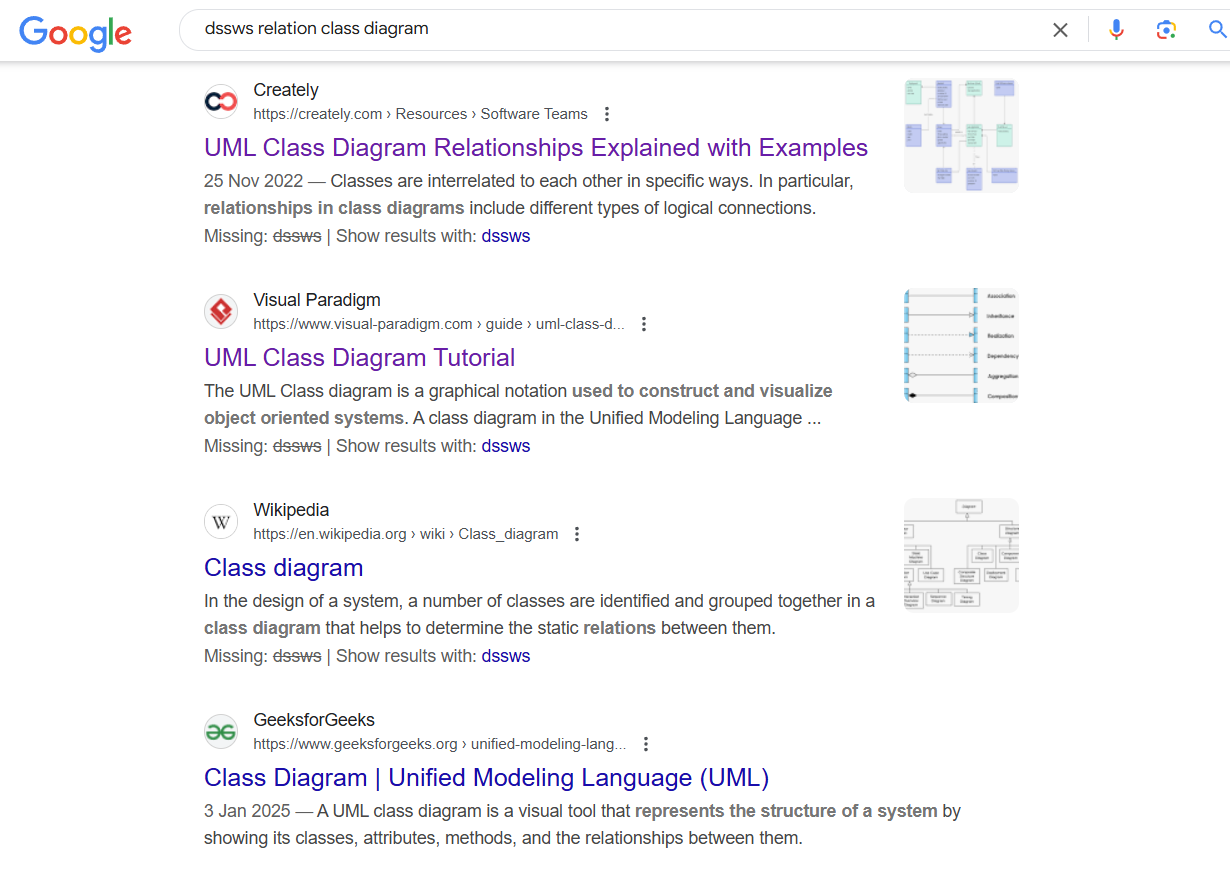 Google
dssws relation class diagram
Creately
https://creately.com › Resources › Software Teams
UML Class Diagram Relationships Explained with Examples
25 Nov 2022 — Classes are interrelated to each other in specific ways. In particular,
relationships in class diagrams include different types of logical connections.
Missing: dssws | Show results with: dssws
Visual Paradigm
https://www.visual-paradigm.com › guide › uml-class-d...
UML Class Diagram Tutorial
The UML Class diagram is a graphical notation used to construct and visualize
object oriented systems. A class diagram in the Unified Modeling Language ...
Missing: dssws | Show results with: dssws
Association
Inheritance
Realization
Dependency
Aggregation
Composition
W
Wikipedia
https://en.wikipedia.org › wiki › Class_diagram
Class diagram
In the design of a system, a number of classes are identified and grouped together in a
class diagram that helps to determine the static relations between them.
Missing: dssws | Show results with: dssws
GeeksforGeeks
https://www.geeksforgeeks.org › unified-modeling-lang...
Class Diagram | Unified Modeling Language (UML)
3 Jan 2025 — A UML class diagram is a visual tool that represents the structure of a system by
showing its classes, attributes, methods, and the relationships between them.